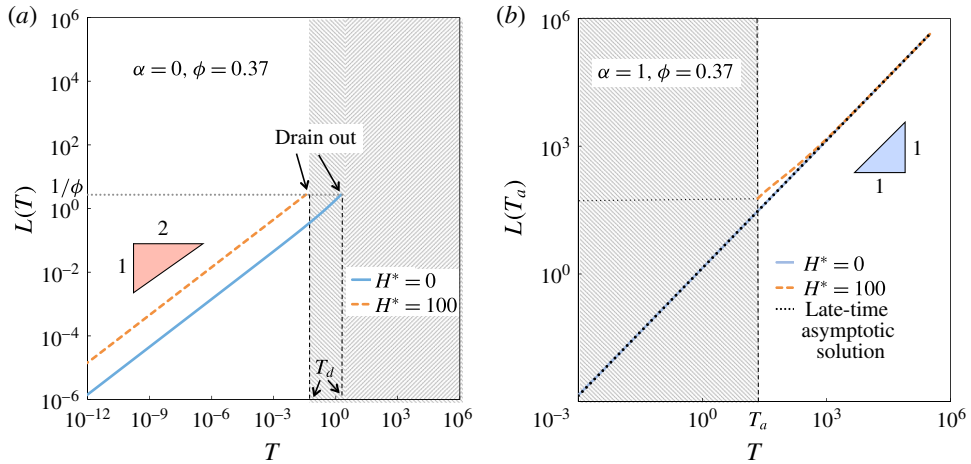 (a)
10^6
10^4
10^2
1/ϕ
10^0
10^−2
10^−4
10^−6
L(T)
α = 0, ϕ = 0.37
Drain out
2
1
H* = 0
H* = 100
T_d
10^−12
10^−9
10^−6
10^−3
10^0
10^3
10^6
T
(b)
10^6
10^3
10^0
10^−3
L(T_a)
α = 1, ϕ = 0.37
1
1
H* = 0
H* = 100
Late-time
asymptotic
solution
10^0
T_a
10^3
10^6
T